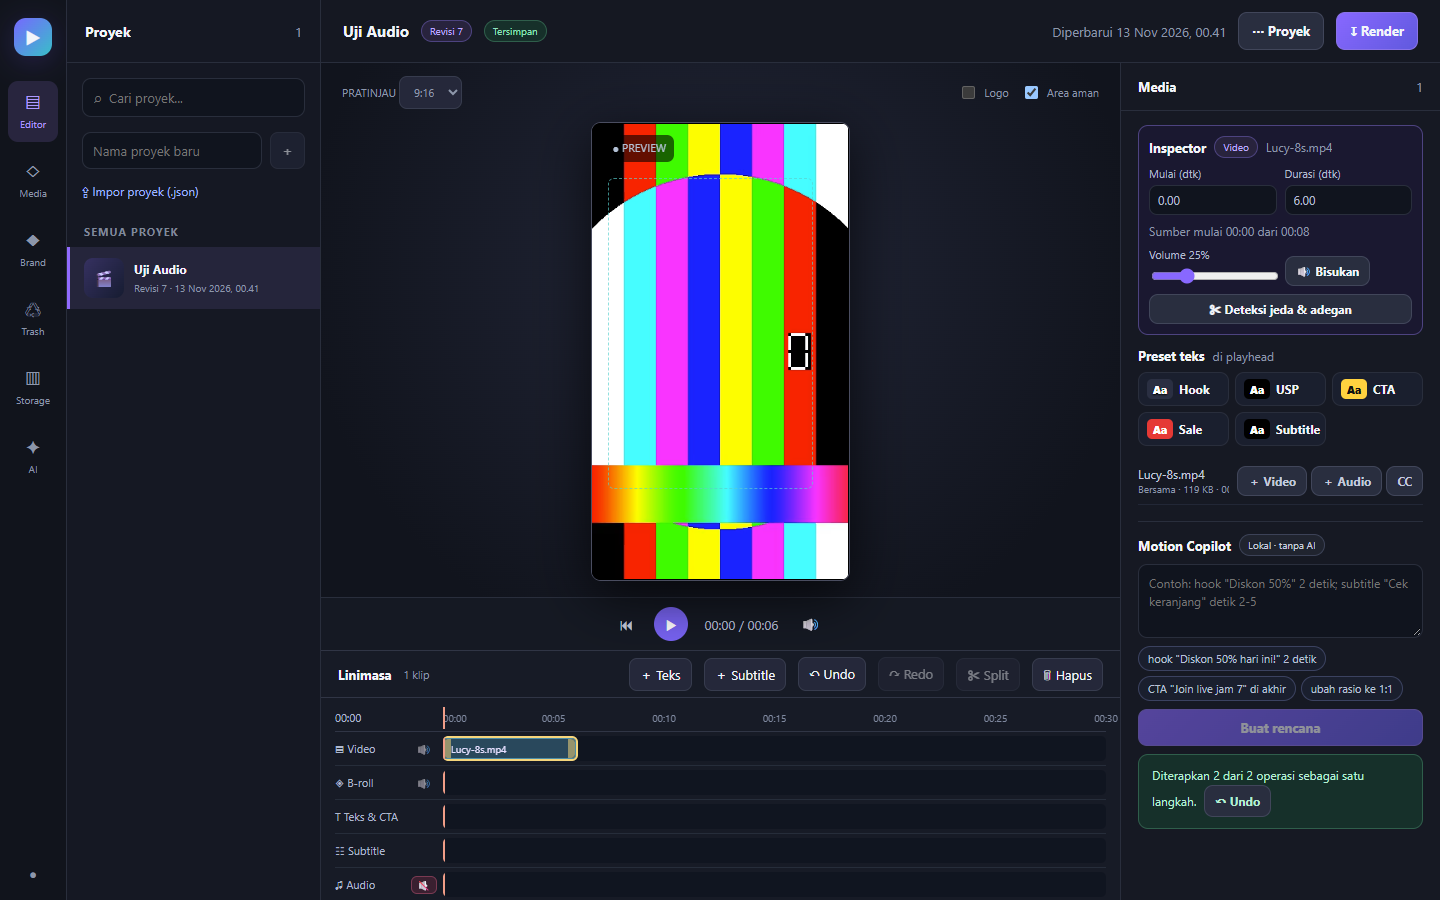 Editor
Media
Brand
Trash
Storage
AI
Proyek
1
Cari proyek...
Nama proyek baru
+
Impor proyek (.json)
SEMUA PROYEK
Uji Audio
Revisi 7 · 13 Nov 2026, 00.41
Uji Audio
Revisi 7
Tersimpan
Diperbarui 13 Nov 2026, 00.41
··· Proyek
Render
PRATINJAU
9:16
Logo
Area aman
PREVIEW
00:00 / 00:06
Linimasa
1 klip
+ Teks
+ Subtitle
Undo
Redo
Split
Hapus
00:00
00:00
00:05
00:10
00:15
00:20
00:25
00:30
Video
Lucy-8s.mp4
B-roll
T Teks & CTA
Subtitle
Audio
Media
1
Inspector
Video
Lucy-8s.mp4
Mulai (dtk)
Durasi (dtk)
0.00
6.00
Sumber mulai 00:00 dari 00:08
Volume 25%
Bisukan
Deteksi jeda & adegan
Preset teks
di playhead
Aa Hook
Aa USP
Aa CTA
Aa Sale
Aa Subtitle
Lucy-8s.mp4
Bersama · 119 KB · 0
+ Video
+ Audio
CC
Motion Copilot
Lokal · tanpa AI
Contoh: hook "Diskon 50%" 2 detik; subtitle "Cek
keranjang" detik 2-5
hook "Diskon 50% hari ini!" 2 detik
CTA "Join live jam 7" di akhir
ubah rasio ke 1:1
Buat rencana
Diterapkan 2 dari 2 operasi sebagai satu
langkah.
Undo